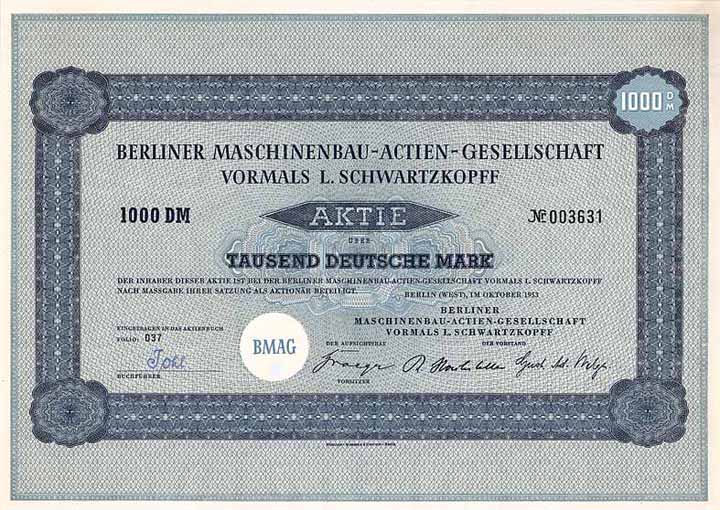 1000 DM
BERLINER MASCHINENBAU-ACTIEN-GESELLSCHAFT
VORMALS L. SCHWARTZKOPFF
1000 DM
AKTIE
№ 003631
ÜBER
TAUSEND DEUTSCHE MARK
DER INHABER DIESER AKTIE IST BEI DER BERLINER MASCHINENBAU-ACTIEN-GESELLSCHAFT VORMALS L. SCHWARTZKOPFF
NACH MASSGABE IHRER SATZUNG ALS AKTIONÄR BETEILIGT.
BERLIN (WEST), IM OKTOBER 1953
BERLINER
MASCHINENBAU-ACTIEN-GESELLSCHAFT
VORMALS L. SCHWARTZKOPFF
EINGETRAGEN IN DAS AKTIENBUCH
FOLIO: 037
BUCHFÜHRER
BMAG
DER AUFSICHTSRAT
DER VORSTAND
VORSITZER